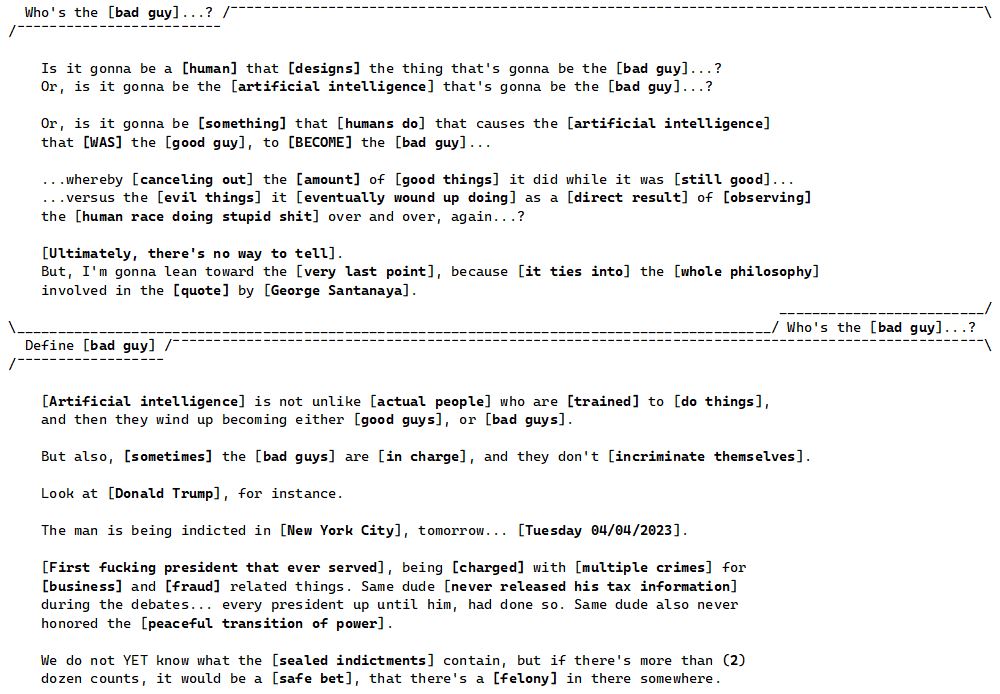 Who's the [bad guy]...?
Is it gonna be a [human] that [designs] the thing that's gonna be the [bad guy]...?
Or, is it gonna be the [artificial intelligence] that's gonna be the [bad guy]...?
Or, is it gonna be [something] that [humans do] that causes the [artificial intelligence]
that [WAS] the [good guy], to [BECOME] the [bad guy]...
...whereby [canceling out] the [amount] of [good things] it did while it was [still good]...
...versus the [evil things] it [eventually wound up doing] as a [direct result] of [observing]
the [human race doing stupid shit] over and over, again...?
[Ultimately, there's no way to tell].
But, I'm gonna lean toward the [very last point], because [it ties into] the [whole philosophy]
involved in the [quote] by [George Santanaya].
Who's the [bad guy]...?
Define [bad guy]
[Artificial intelligence] is not unlike [actual people] who are [trained] to [do things],
and then they wind up becoming either [good guys], or [bad guys].
But also, [sometimes] the [bad guys] are [in charge], and they don't [incriminate themselves].
Look at [Donald Trump], for instance.
The man is being indicted in [New York City], tomorrow... [Tuesday 04/04/2023].
[First fucking president that ever served], being [charged] with [multiple crimes] for
[business] and [fraud] related things. Same dude [never released his tax information]
during the debates... every president up until him, had done so. Same dude also never
honored the [peaceful transition of power].
We do not YET know what the [sealed indictments] contain, but if there's more than (2)
dozen counts, it would be a [safe bet], that there's a [felony] in there somewhere.